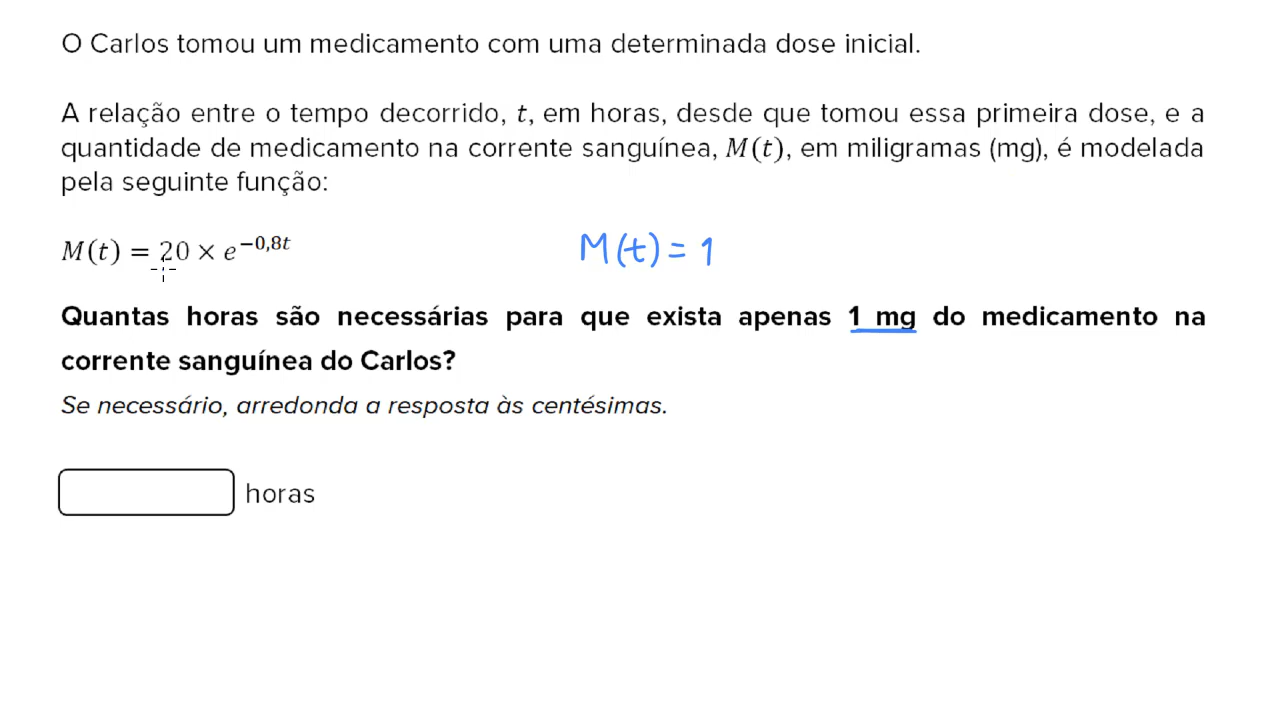 O Carlos tomou um medicamento com uma determinada dose inicial.
A relação entre o tempo decorrido, t, em horas, desde que tomou essa primeira dose, e a
quantidade de medicamento na corrente sanguínea, M(t), em miligramas (mg), é modelada
pela seguinte função:
M(t) = 20 × e^{−0,8t}
M(t) = 1
Quantas horas são necessárias para que exista apenas 1 mg do medicamento na
corrente sanguínea do Carlos?
Se necessário, arredonda a resposta às centésimas.
horas